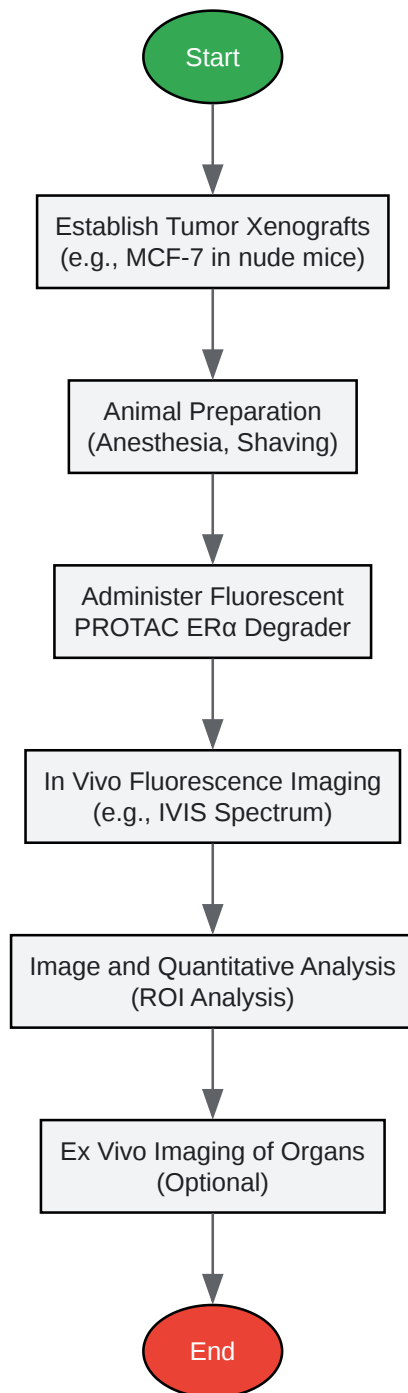 Start
Establish Tumor Xenografts
(e.g., MCF-7 in nude mice)
Animal Preparation
(Anesthesia, Shaving)
Administer Fluorescent
PROTAC ERα Degrader
In Vivo Fluorescence Imaging
(e.g., IVIS Spectrum)
Image and Quantitative Analysis
(ROI Analysis)
Ex Vivo Imaging of Organs
(Optional)
End